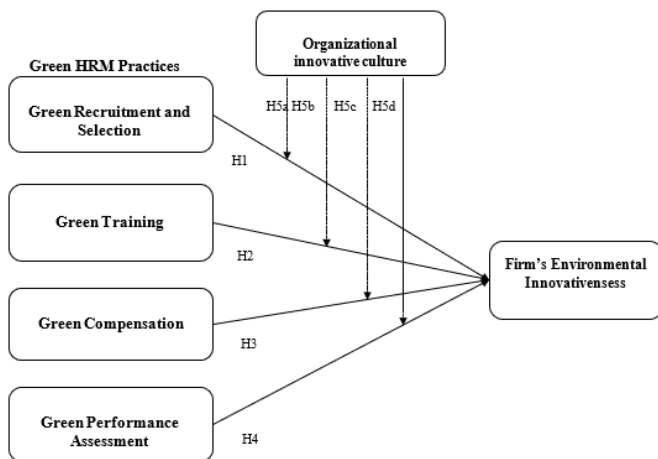 Organizational
innovative culture
Green HRM Practices
Green Recruitment and
Selection
H5a H5b H5c H5d
H1
Green Training
H2
Firm's Environmental
Innovativensess
Green Compensation
H3
Green Performance
Assessment
H4